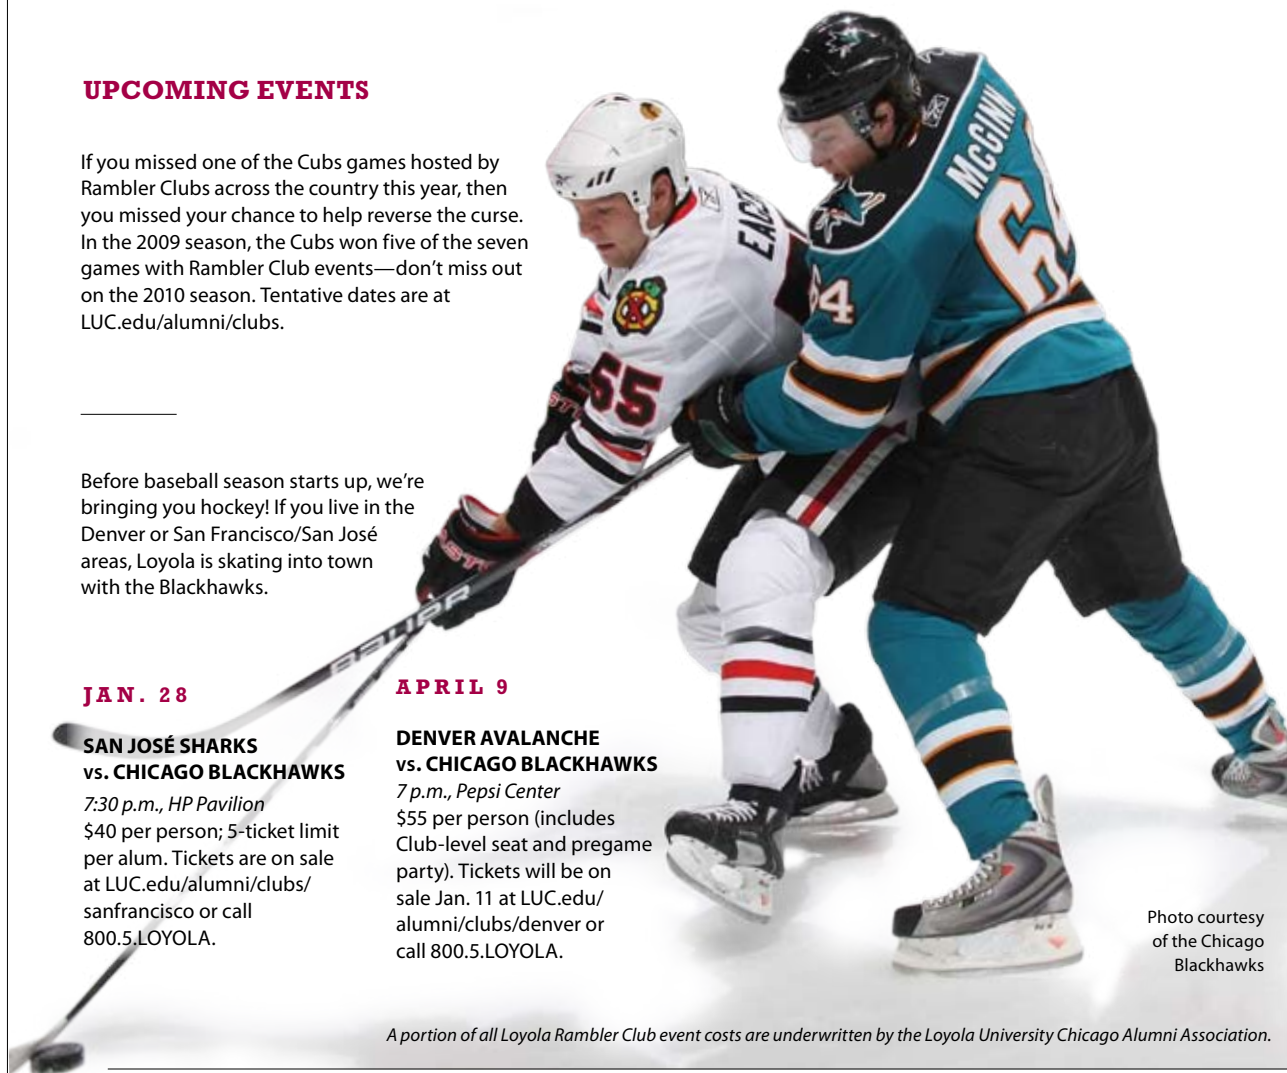 UPCOMING EVENTS
If you missed one of the Cubs games hosted by
Rambler Clubs across the country this year, then
you missed your chance to help reverse the curse.
In the 2009 season, the Cubs won five of the seven
games with Rambler Club events—don’t miss out
on the 2010 season. Tentative dates are at
LUC.edu/alumni/clubs.
Before baseball season starts up, we’re
bringing you hockey! If you live in the
Denver or San Francisco/San José
areas, Loyola is skating into town
with the Blackhawks.
JAN. 28
SAN JOSÉ SHARKS
vs. CHICAGO BLACKHAWKS
7:30 p.m., HP Pavilion
$40 per person; 5-ticket limit
per alum. Tickets are on sale
at LUC.edu/alumni/clubs/
sanfrancisco or call
800.5.LOYOLA.
APRIL 9
DENVER AVALANCHE
vs. CHICAGO BLACKHAWKS
7 p.m., Pepsi Center
$55 per person (includes
Club-level seat and pregame
party). Tickets will be on
sale Jan. 11 at LUC.edu/
alumni/clubs/denver or
call 800.5.LOYOLA.
McGINN
64
64
EAG
55
BAUER
Photo courtesy
of the Chicago
Blackhawks
A portion of all Loyola Rambler Club event costs are underwritten by the Loyola University Chicago Alumni Association.